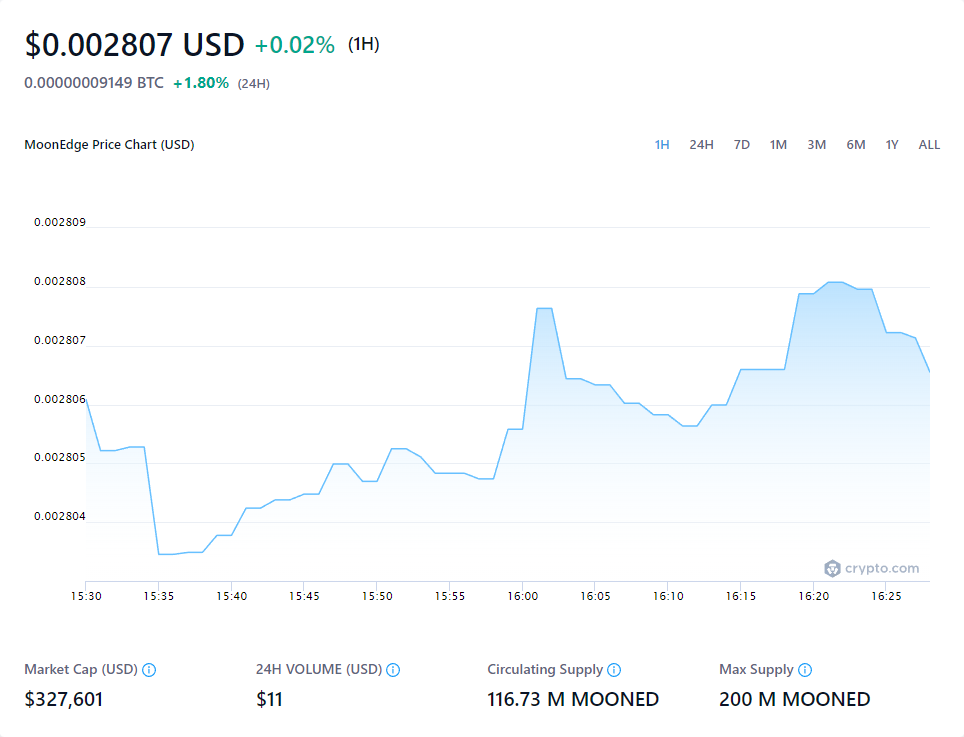 $0.002807 USD +0.02% (1H)
0.00000009149 BTC +1.80% (24H)
MoonEdge Price Chart (USD) 1H 24H 7D 1M 3M 6M 1Y ALL
0.002809
0.002808
0.002807
0.002806
0.002805
0.002804
crypto.com
15:30 15:35 15:40 15:45 15:50 15:55 16:00 16:05 16:10 16:15 16:20 16:25
Market Cap (USD) 24H VOLUME (USD) Circulating Supply Max Supply
$327,601 $11 116.73 M MOONED 200 M MOONED